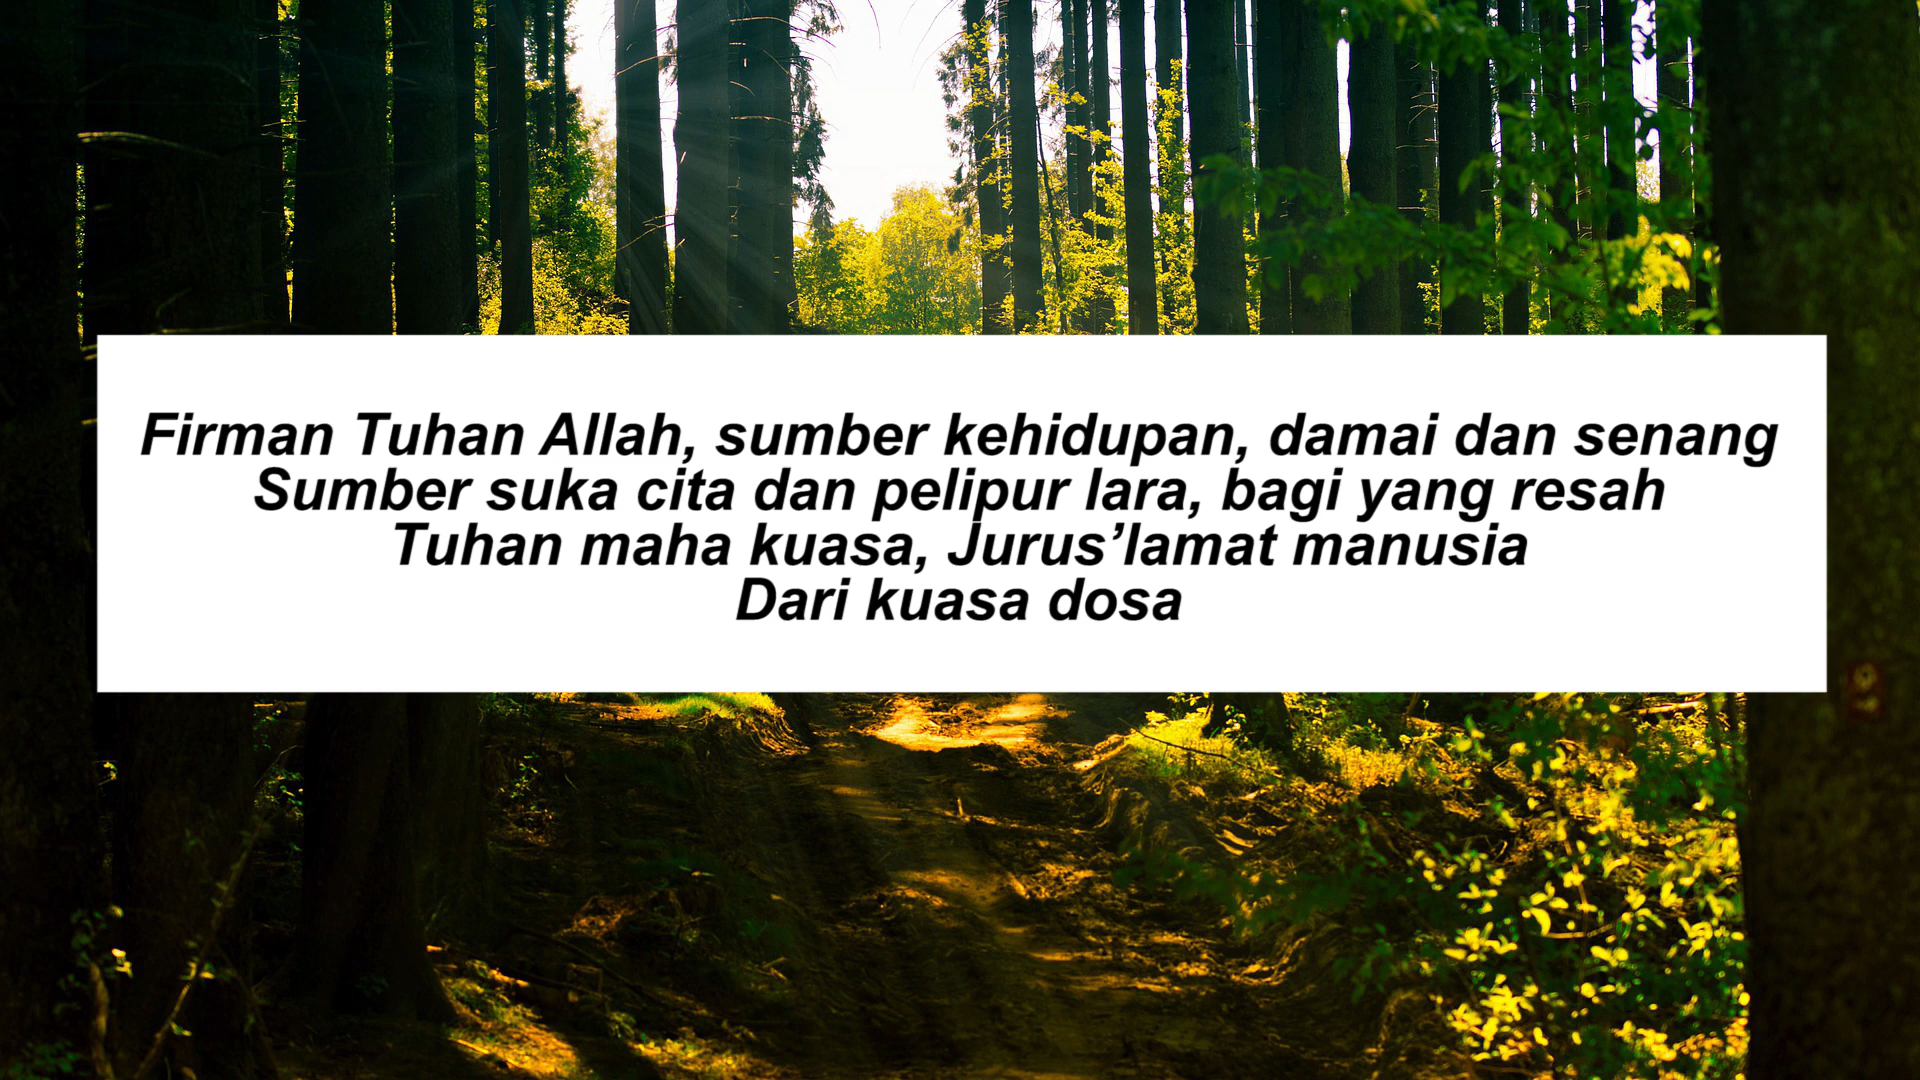 Firman Tuhan Allah, sumber kehidupan, damai dan senang
Sumber suka cita dan pelipur lara, bagi yang resah
Tuhan maha kuasa, Jurus’lamat manusia
Dari kuasa dosa